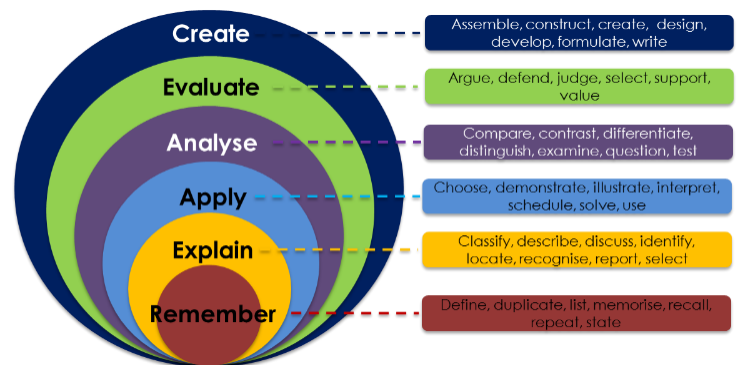 Create
Assemble, construct, create, design,
develop, formulate, write
Evaluate
Argue, defend, judge, select, support,
value
Analyse
Compare, contrast, differentiate,
distinguish, examine, question, test
Apply
Choose, demonstrate, illustrate, interpret,
schedule, solve, use
Explain
Classify, describe, discuss, identify,
locate, recognise, report, select
Remember
Define, duplicate, list, memorise, recall,
repeat, state